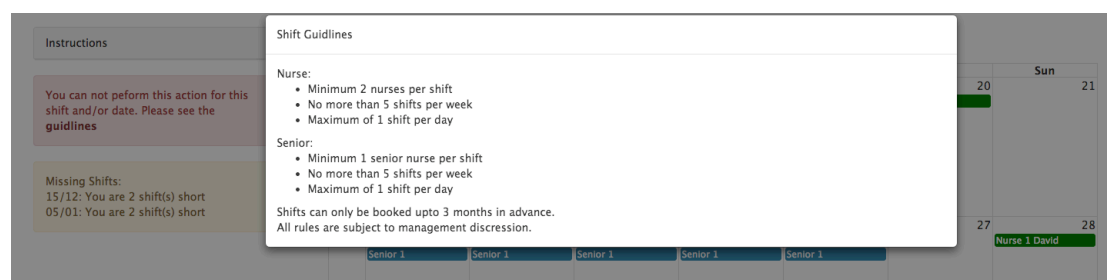 Instructions
You can not peform this action for this
shift and/or date. Please see the
guidlines
Missing Shifts:
15/12: You are 2 shift(s) short
05/01: You are 2 shift(s) short
Shift Guidlines
Nurse:
• Minimum 2 nurses per shift
• No more than 5 shifts per week
• Maximum of 1 shift per day
Senior:
• Minimum 1 senior nurse per shift
• No more than 5 shifts per week
• Maximum of 1 shift per day
Shifts can only be booked upto 3 months in advance.
All rules are subject to management discression.
Sun
20 21
27 28
Nurse 1 David
Senior 1 Senior 1 Senior 1 Senior 1 Senior 1